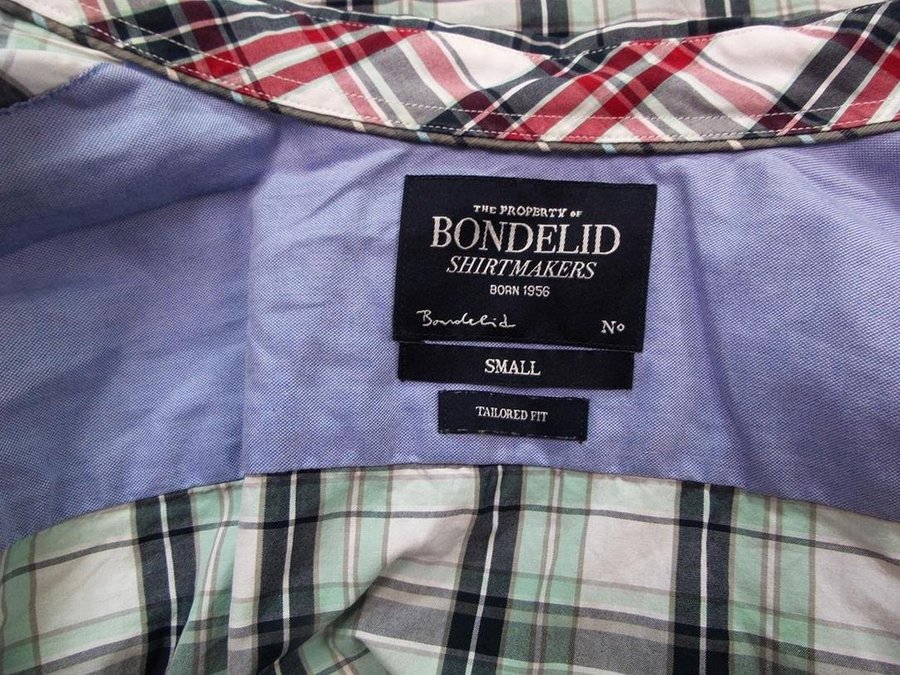 THE PROPERTY OF
BONDELID
SHIRTMAKERS
BORN 1956
Bondelid No
SMALL
TAILORED FIT